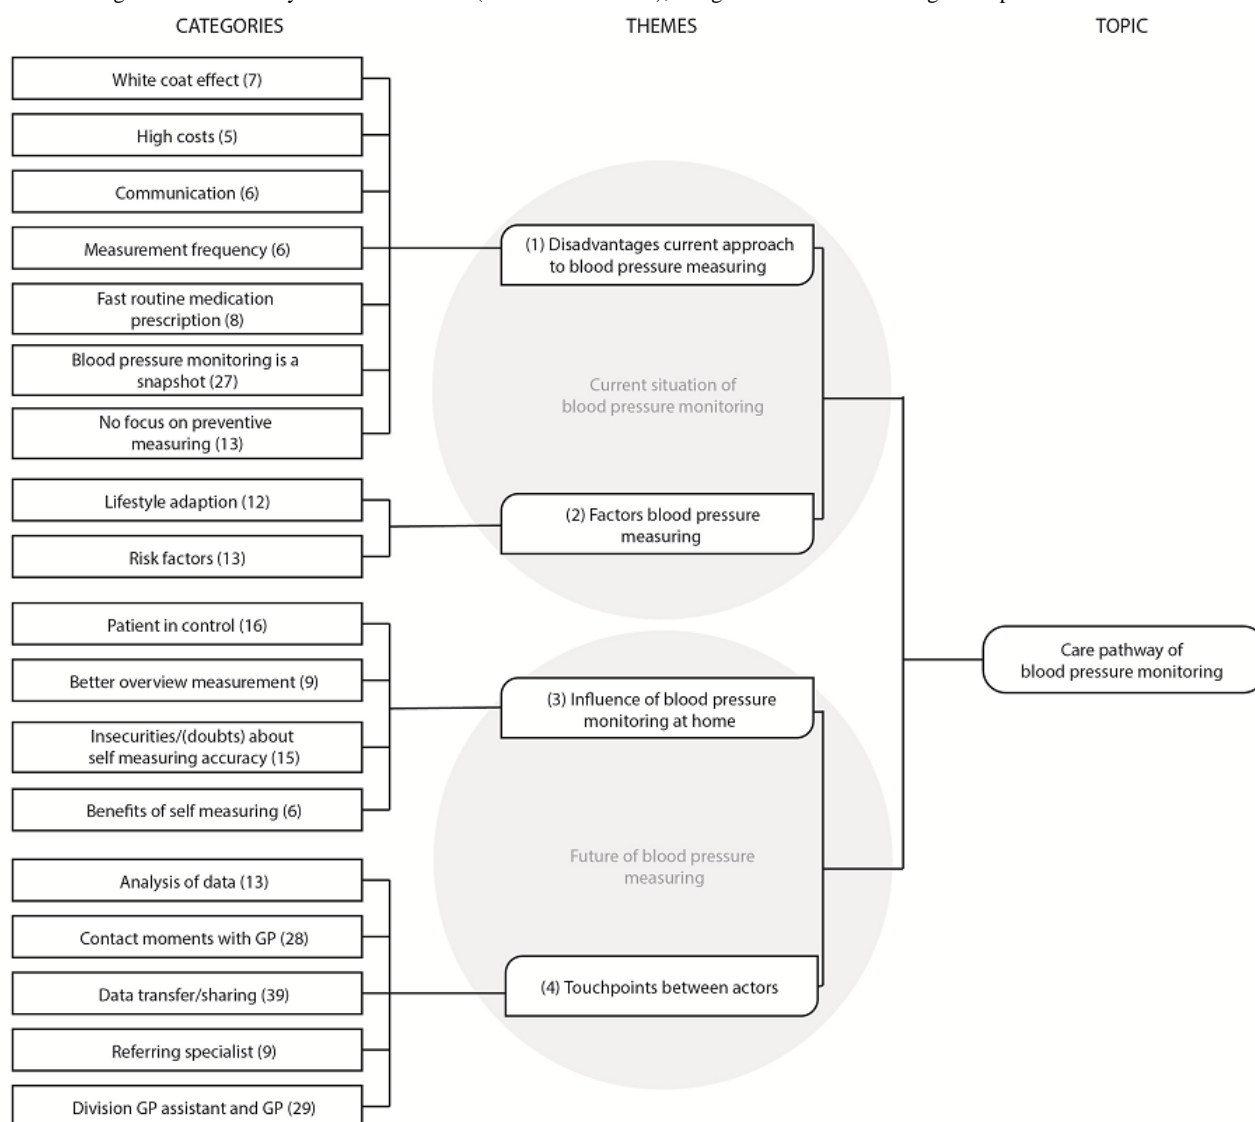 CATEGORIES
THEMES
TOPIC
White coat effect (7)
High costs (5)
Communication (6)
Measurement frequency (6)
Fast routine medication
prescription (8)
Blood pressure monitoring is a
snapshot (27)
No focus on preventive
measuring (13)
Lifestyle adaption (12)
Risk factors (13)
Patient in control (16)
Better overview measurement (9)
Insecurities/(doubts) about
self measuring accuracy (15)
Benefits of self measuring (6)
Analysis of data (13)
Contact moments with GP (28)
Data transfer/sharing (39)
Referring specialist (9)
Division GP assistant and GP (29)
(1) Disadvantages current approach
to blood pressure measuring
Current situation of
blood pressure monitoring
(2) Factors blood pressure
measuring
(3) Influence of blood pressure
monitoring at home
Future of blood pressure
measuring
(4) Touchpoints between actors
Care pathway of
blood pressure monitoring